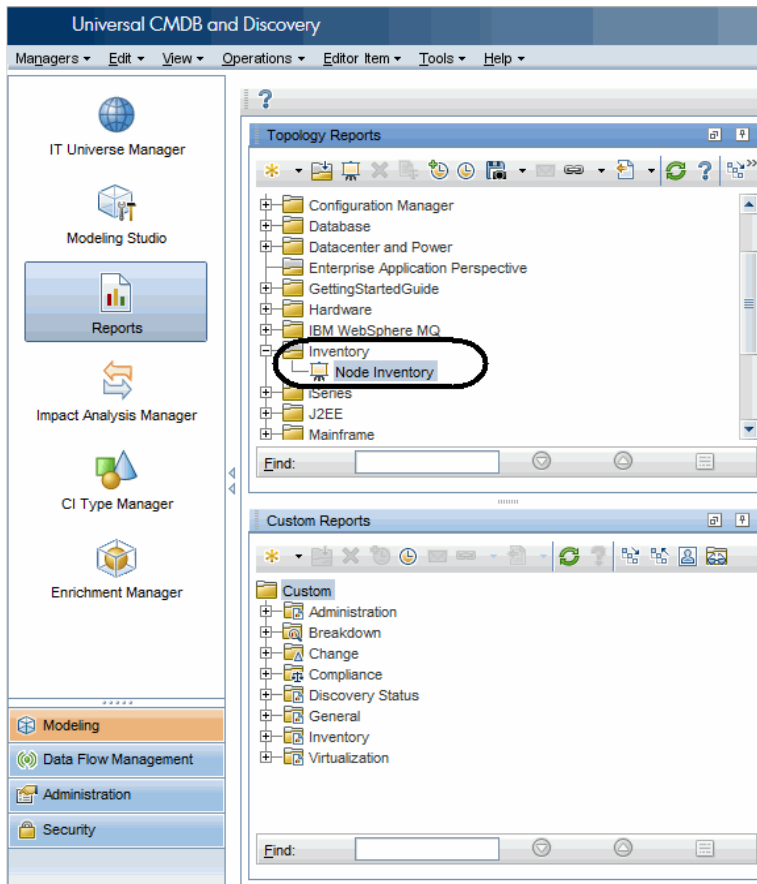 Universal CMDB and Discovery
Managers Edit View Operations Editor Item Tools Help
IT Universe Manager
Modeling Studio
Reports
Impact Analysis Manager
CI Type Manager
Enrichment Manager
Modeling
Data Flow Management
Administration
Security
Topology Reports
Configuration Manager
Database
Datacenter and Power
Enterprise Application Perspective
GettingStartedGuide
Hardware
IBM WebSphere MQ
Inventory
Node Inventory
iSeries
J2EE
Mainframe
Find:
Custom Reports
Custom
Administration
Breakdown
Change
Compliance
Discovery Status
General
Inventory
Virtualization
Find: